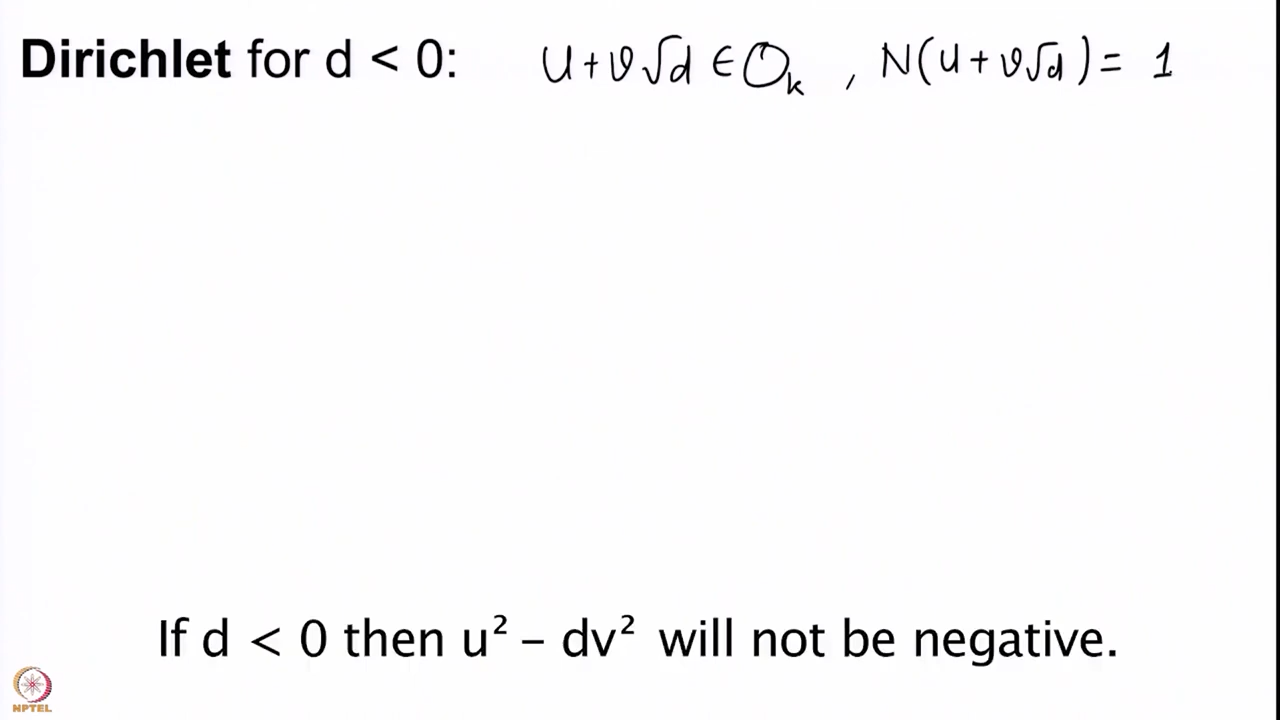 Dirichlet for d < 0: u + v√d ∈ O_k , N(u + v√d) = 1
If d < 0 then u² – dv² will not be negative.
NPTEL